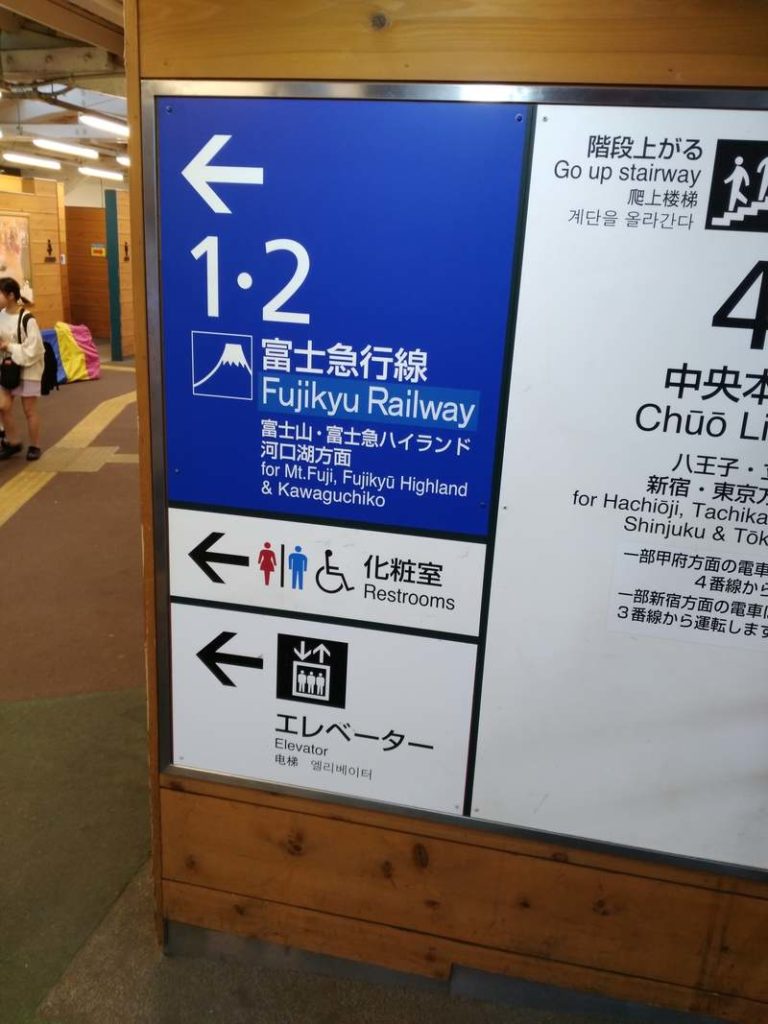 1・2
富士急行線
Fujikyu Railway
富士山・富士急ハイランド
河口湖方面
for Mt.Fuji, Fujikyū Highland
& Kawaguchiko
化粧室
Restrooms
エレベーター
Elevator
电梯 엘리베이터
階段上がる
Go up stairway
爬上楼梯
계단을 올라간다
4
中央本
Chūō Li
八王子・
新宿・東京方
for Hachiōji, Tachika
Shinjuku & Tōk
一部甲府方面の電車
4番線から
一部新宿方面の電車は
3番線から運転します